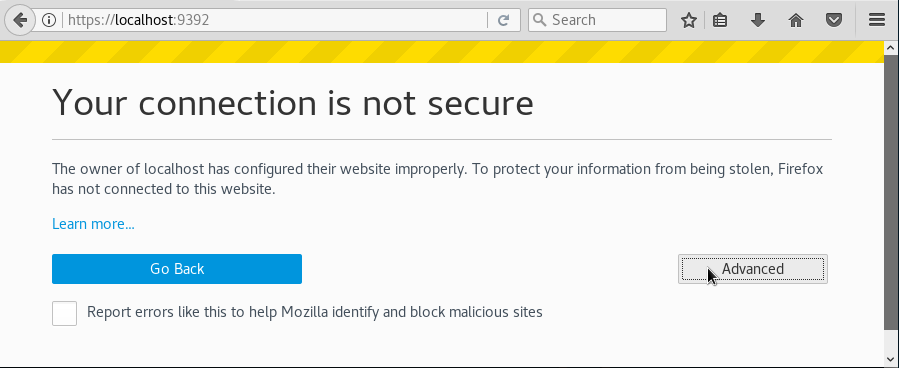 https://localhost:9392
Search
Your connection is not secure
The owner of localhost has configured their website improperly. To protect your information from being stolen, Firefox
has not connected to this website.
Learn more...
Go Back
Advanced
Report errors like this to help Mozilla identify and block malicious sites